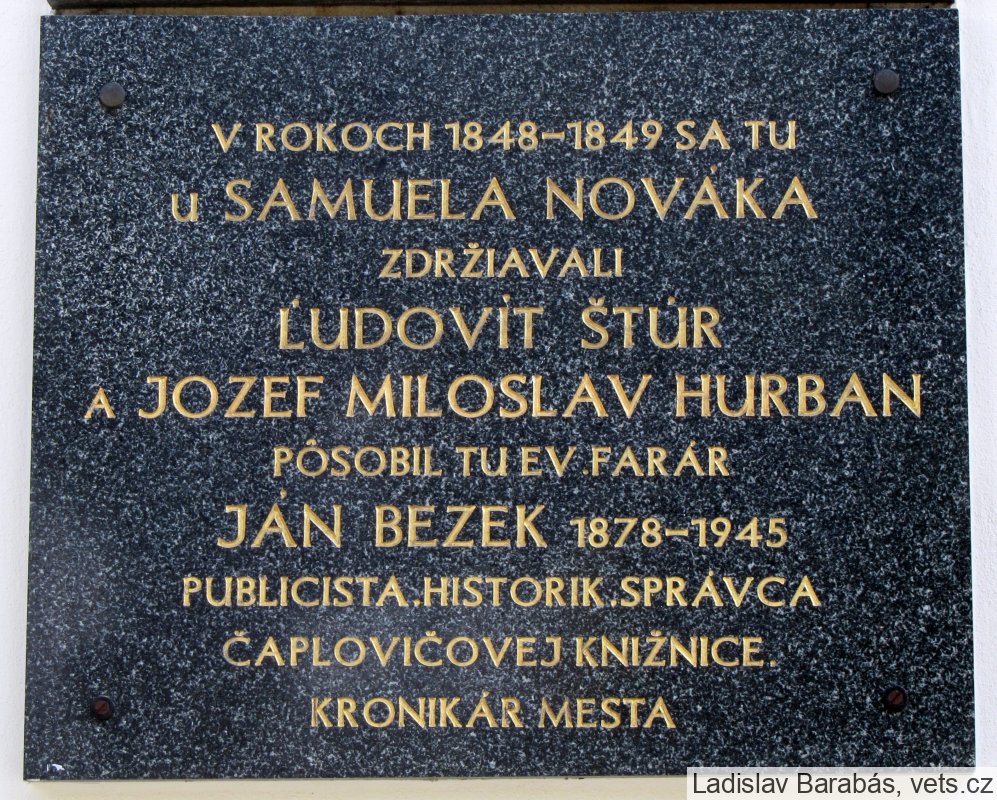 V ROKOCH 1848-1849 SA TU
u SAMUELA NOVÁKA
ZDRŽIAVALI
ĽUDOVÍT ŠTÚR
A JOZEF MILOSLAV HURBAN
PÔSOBIL TU EV. FARÁR
JÁN BEZEK 1878-1945
PUBLICISTA, HISTORIK, SPRÁVCA
ČAPLOVIČOVEJ KNIŽNICE.
KRONIKÁR MESTA
Ladislav Barabás, vets.cz